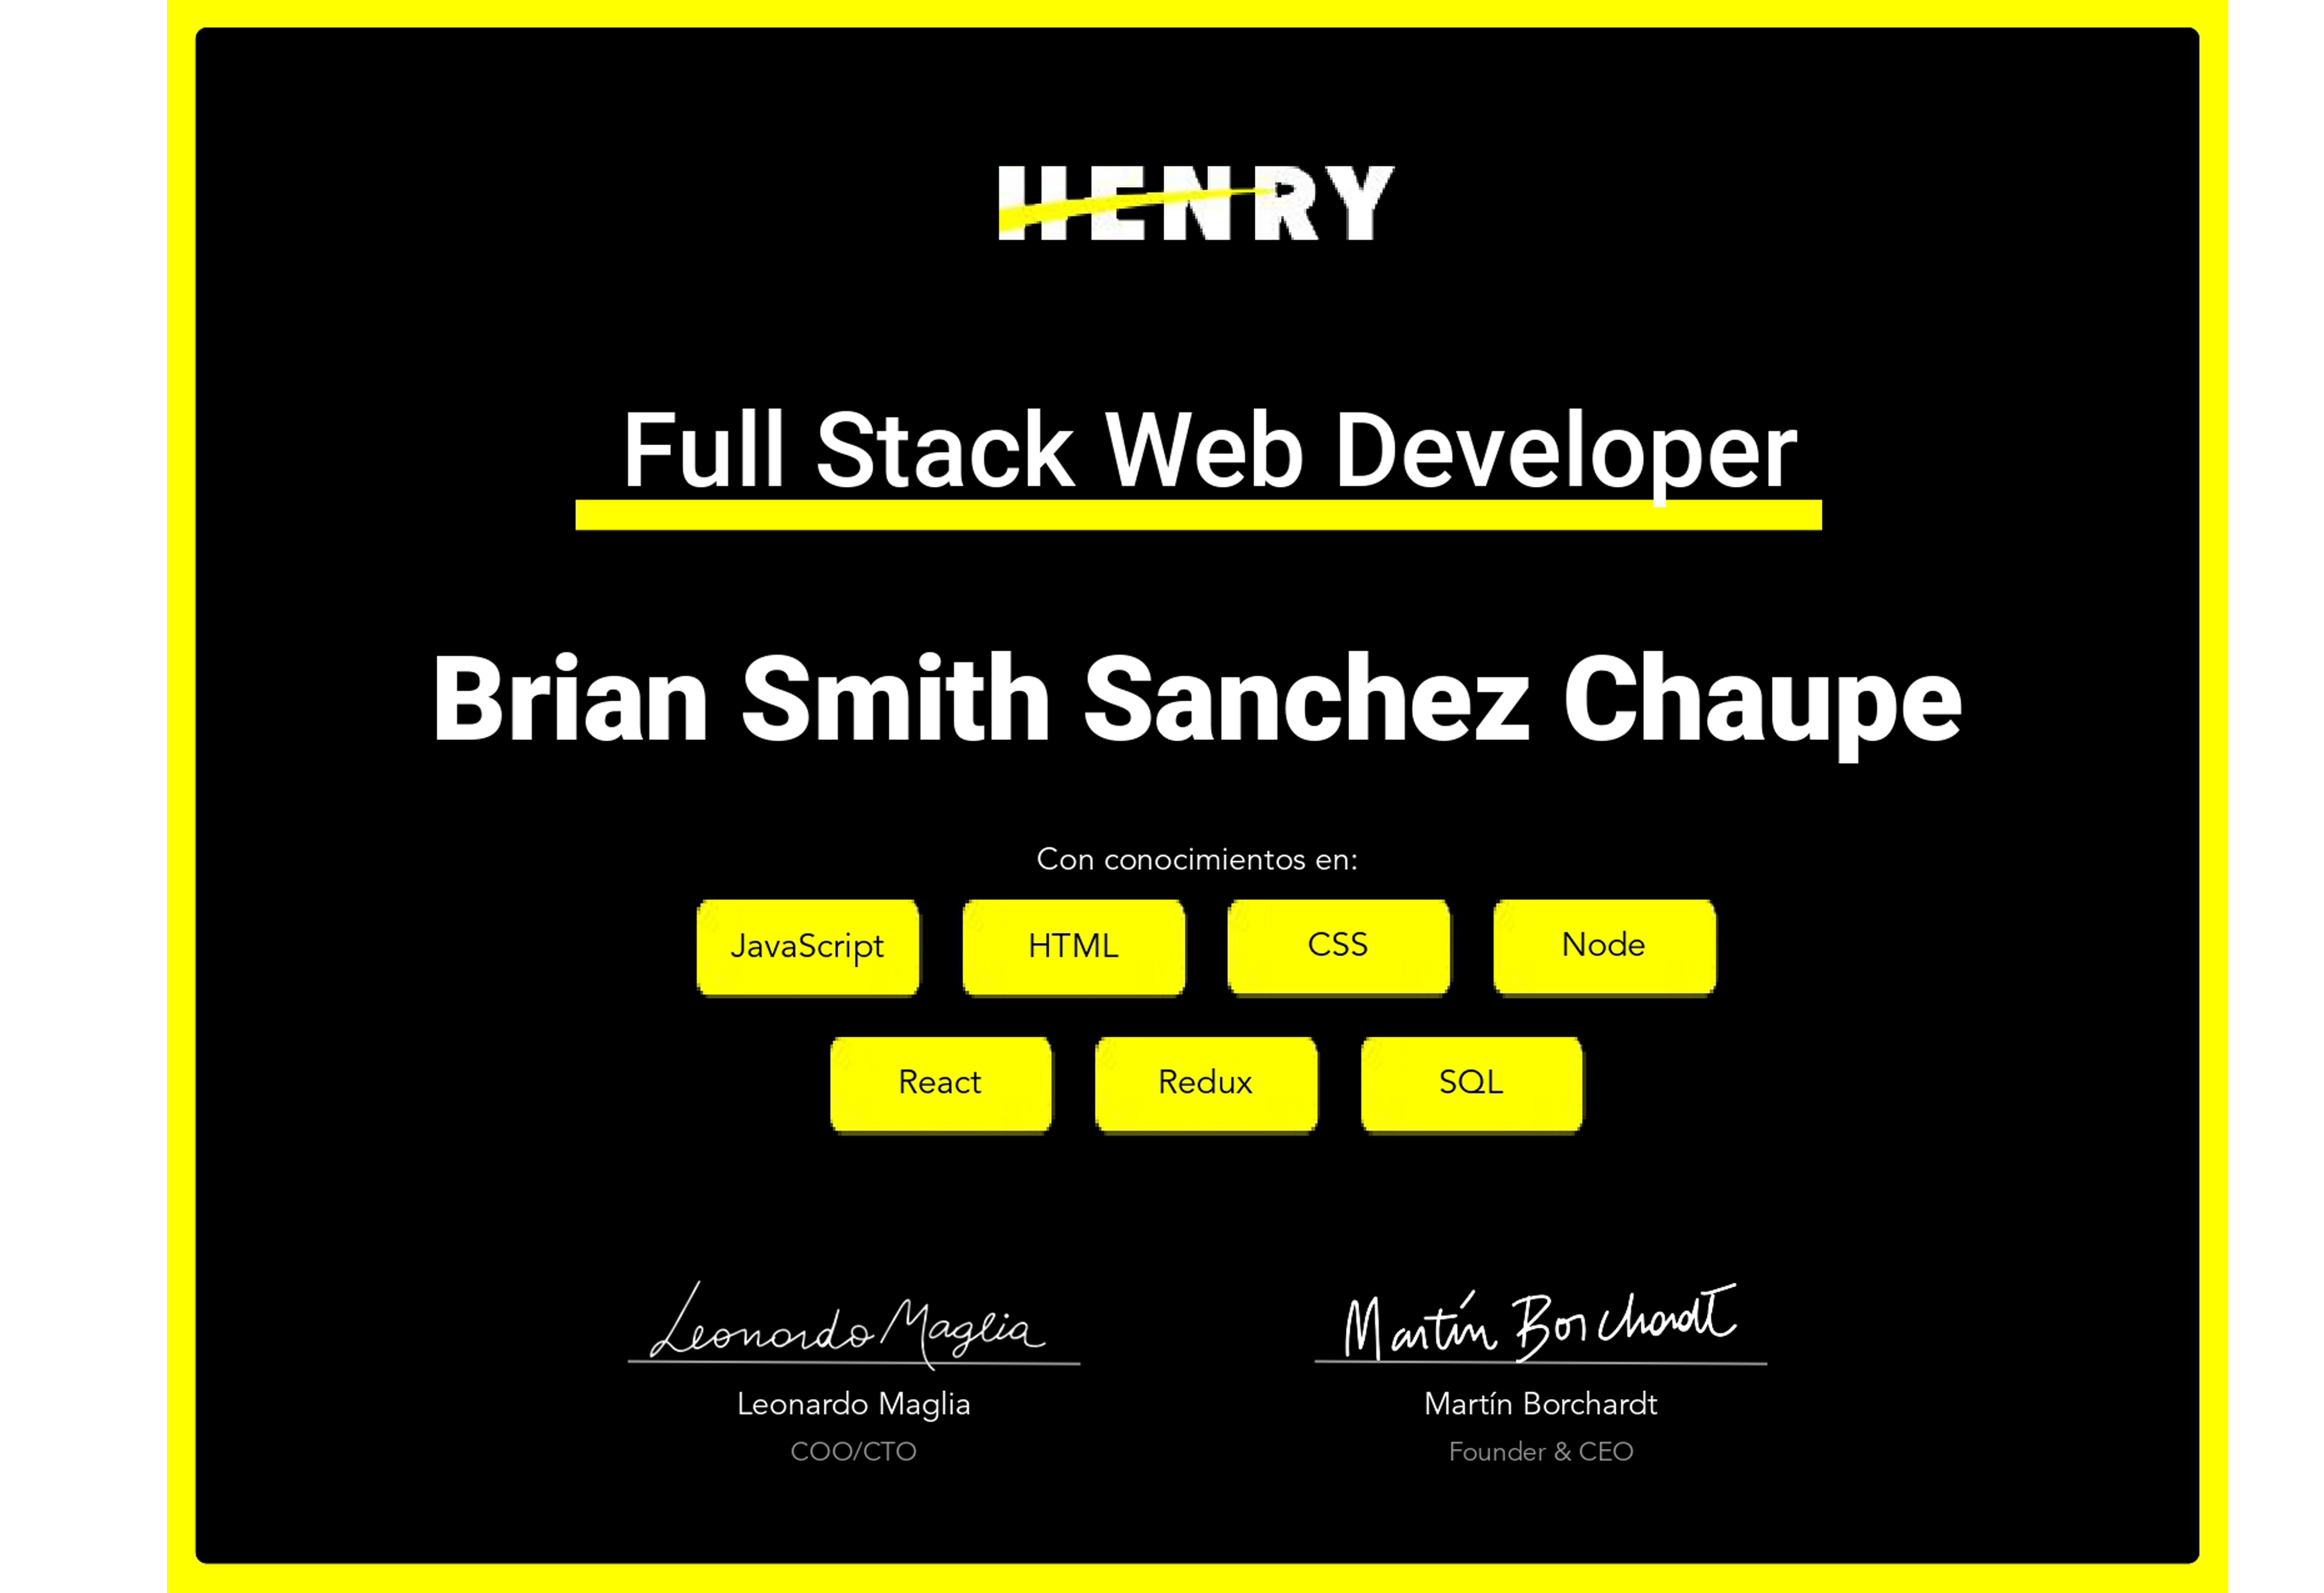 HENRY
Full Stack Web Developer
Brian Smith Sanchez Chaupe
Con conocimientos en:
JavaScript HTML CSS Node
React Redux SQL
Leonardo Maglia Martín Borchardt
Leonardo Maglia Martín Borchardt
COO/CTO Founder & CEO